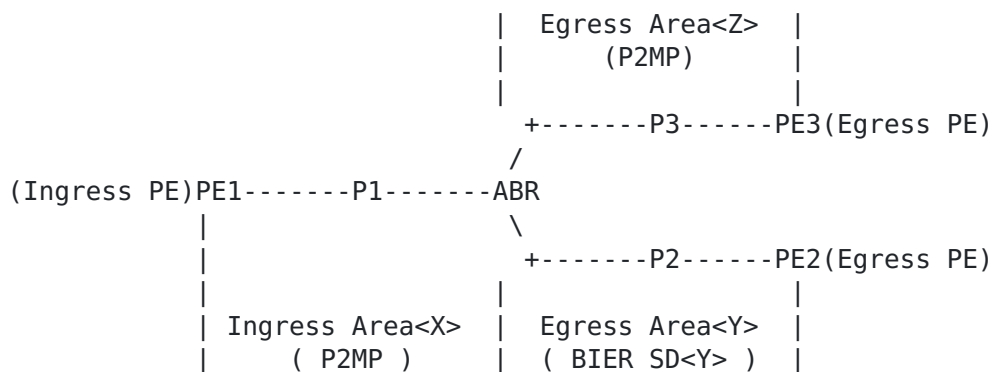 |  Egress Area<Z>  |
|      (P2MP)      |
|                  |
+-------P3------PE3(Egress PE)
/
(Ingress PE)PE1-------P1-------ABR
|                  \
|                   +-------P2------PE2(Egress PE)
|                 |                  |
| Ingress Area<X>  |  Egress Area<Y>  |
|     ( P2MP )     |  ( BIER SD<Y> )  |